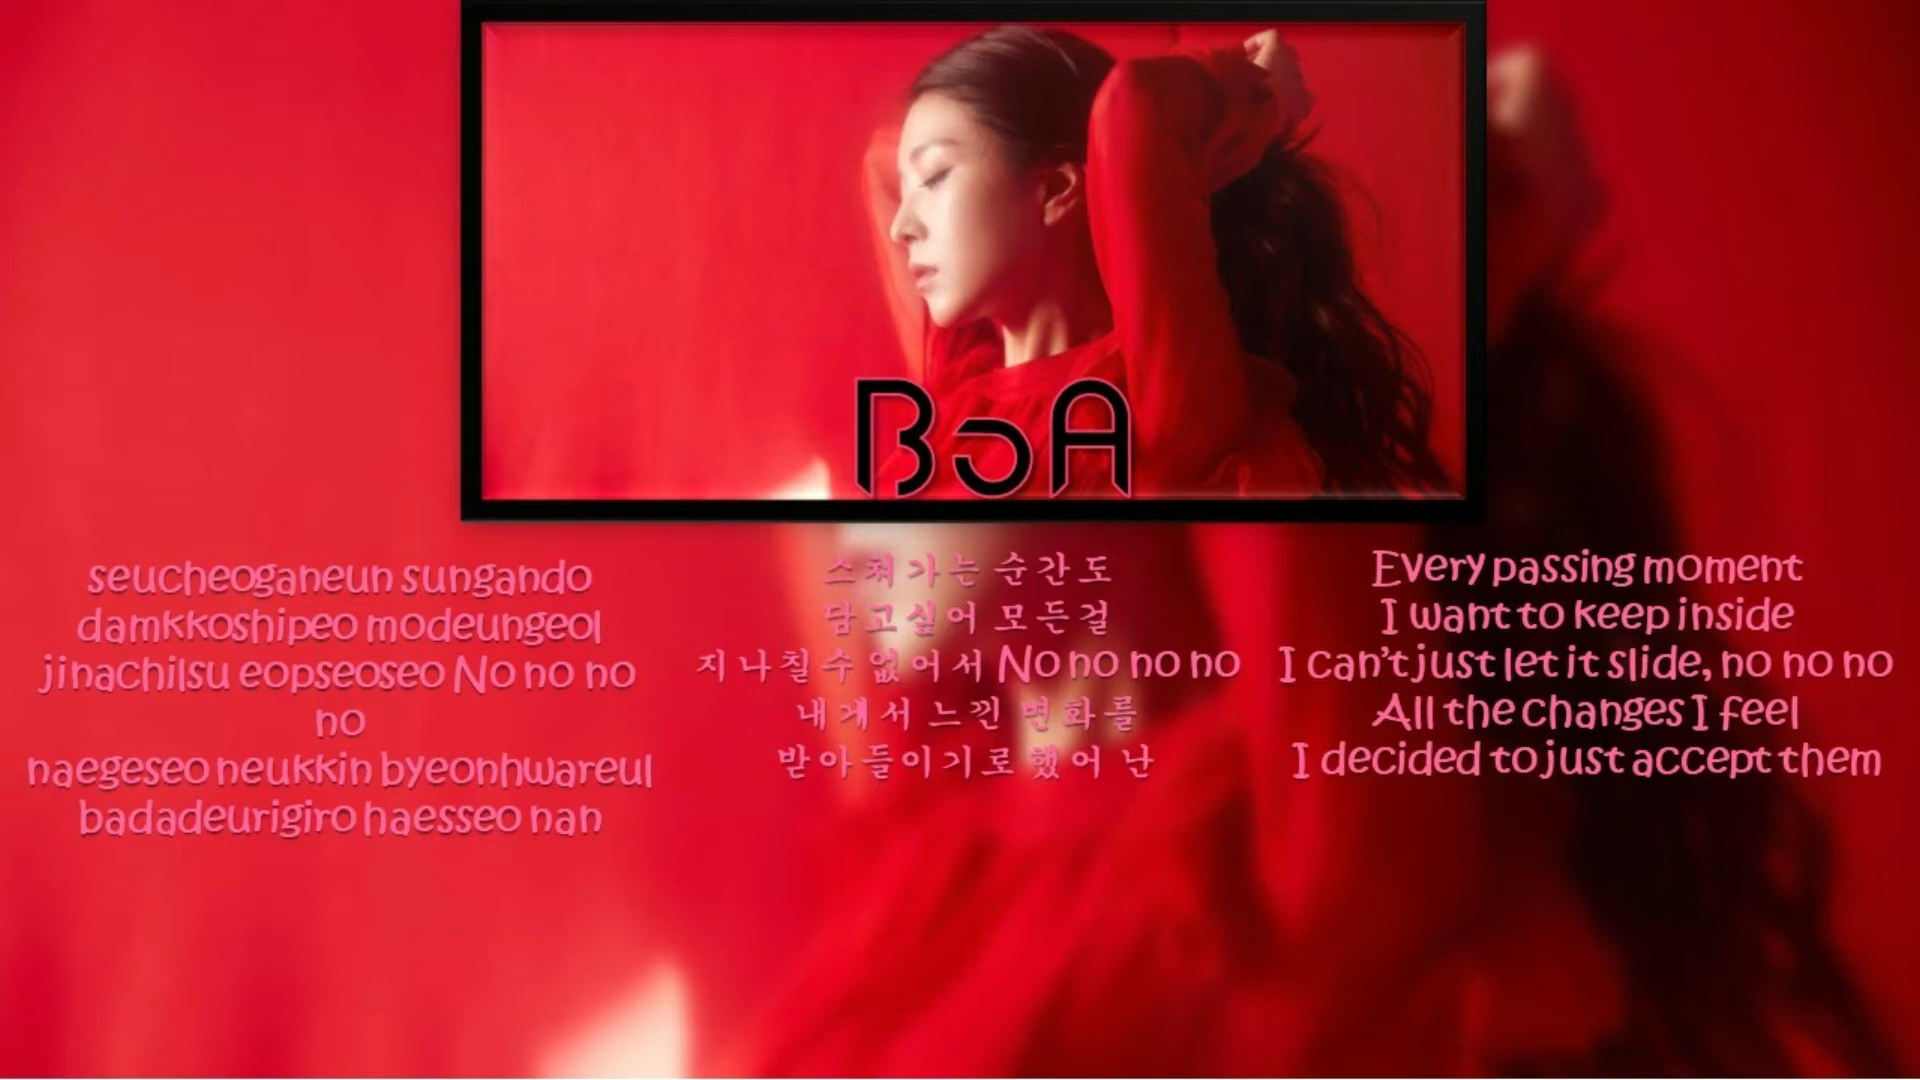 BoA
seucheoganeun sungando
damkkoshipeo modeungeol
jinachilsu eopseoseo No no no
no
naegeseo neukkin byeonhwareul
badadeurigiro haesseo nan
스쳐가는 순간도
담고싶어 모든걸
지나칠수 없어서 No no no no
내게서 느낀 변화를
받아들이기로 했어 난
Every passing moment
I want to keep inside
I can't just let it slide, no no no
All the changes I feel
I decided to just accept them